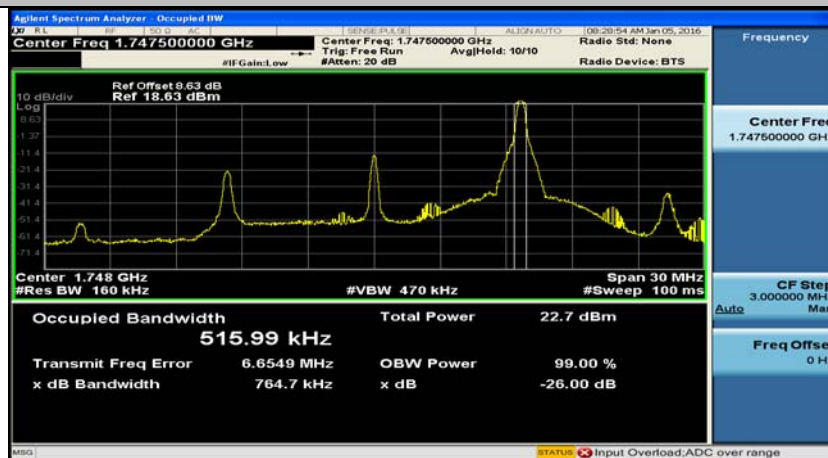 Agilent Spectrum Analyzer - Occupied BW
LXI RL RF 50 Ω AC SENSE:PULSE ALIGN AUTO 00:20:54 AM Jan 05, 2016
Center Freq 1.747500000 GHz
Center Freq: 1.747500000 GHz
Radio Std: None
Trig: Free Run Avg|Hold: 10/10
#IFGain:Low #Atten: 20 dB Radio Device: BTS
Ref Offset 8.63 dB
10 dB/div Ref 18.63 dBm
Log
8.63
-1.37
-11.4
-21.4
-31.4
-41.4
-51.4
-61.4
-71.4
Center 1.748 GHz Span 30 MHz
#Res BW 160 kHz #VBW 470 kHz #Sweep 100 ms
Occupied Bandwidth Total Power 22.7 dBm
515.99 kHz
Transmit Freq Error 6.6549 MHz OBW Power 99.00 %
x dB Bandwidth 764.7 kHz x dB -26.00 dB
MSG STATUS Input Overload;ADC over range
Frequency
Center Fre
1.747500000 GH
CF Step
3.000000 MH
Auto Ma
Freq Offse
0 H